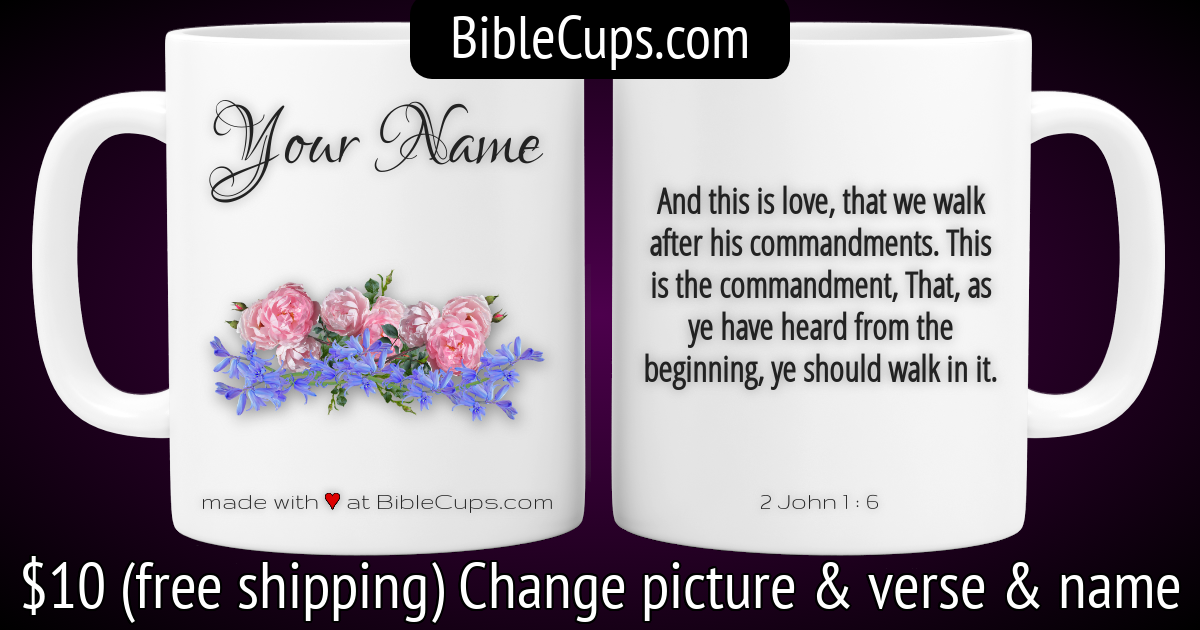 BibleCups.com
Your Name
made with ♥ at BibleCups.com
And this is love, that we walk
after his commandments. This
is the commandment, That, as
ye have heard from the
beginning, ye should walk in it.
2 John 1 : 6
$10 (free shipping) Change picture & verse & name